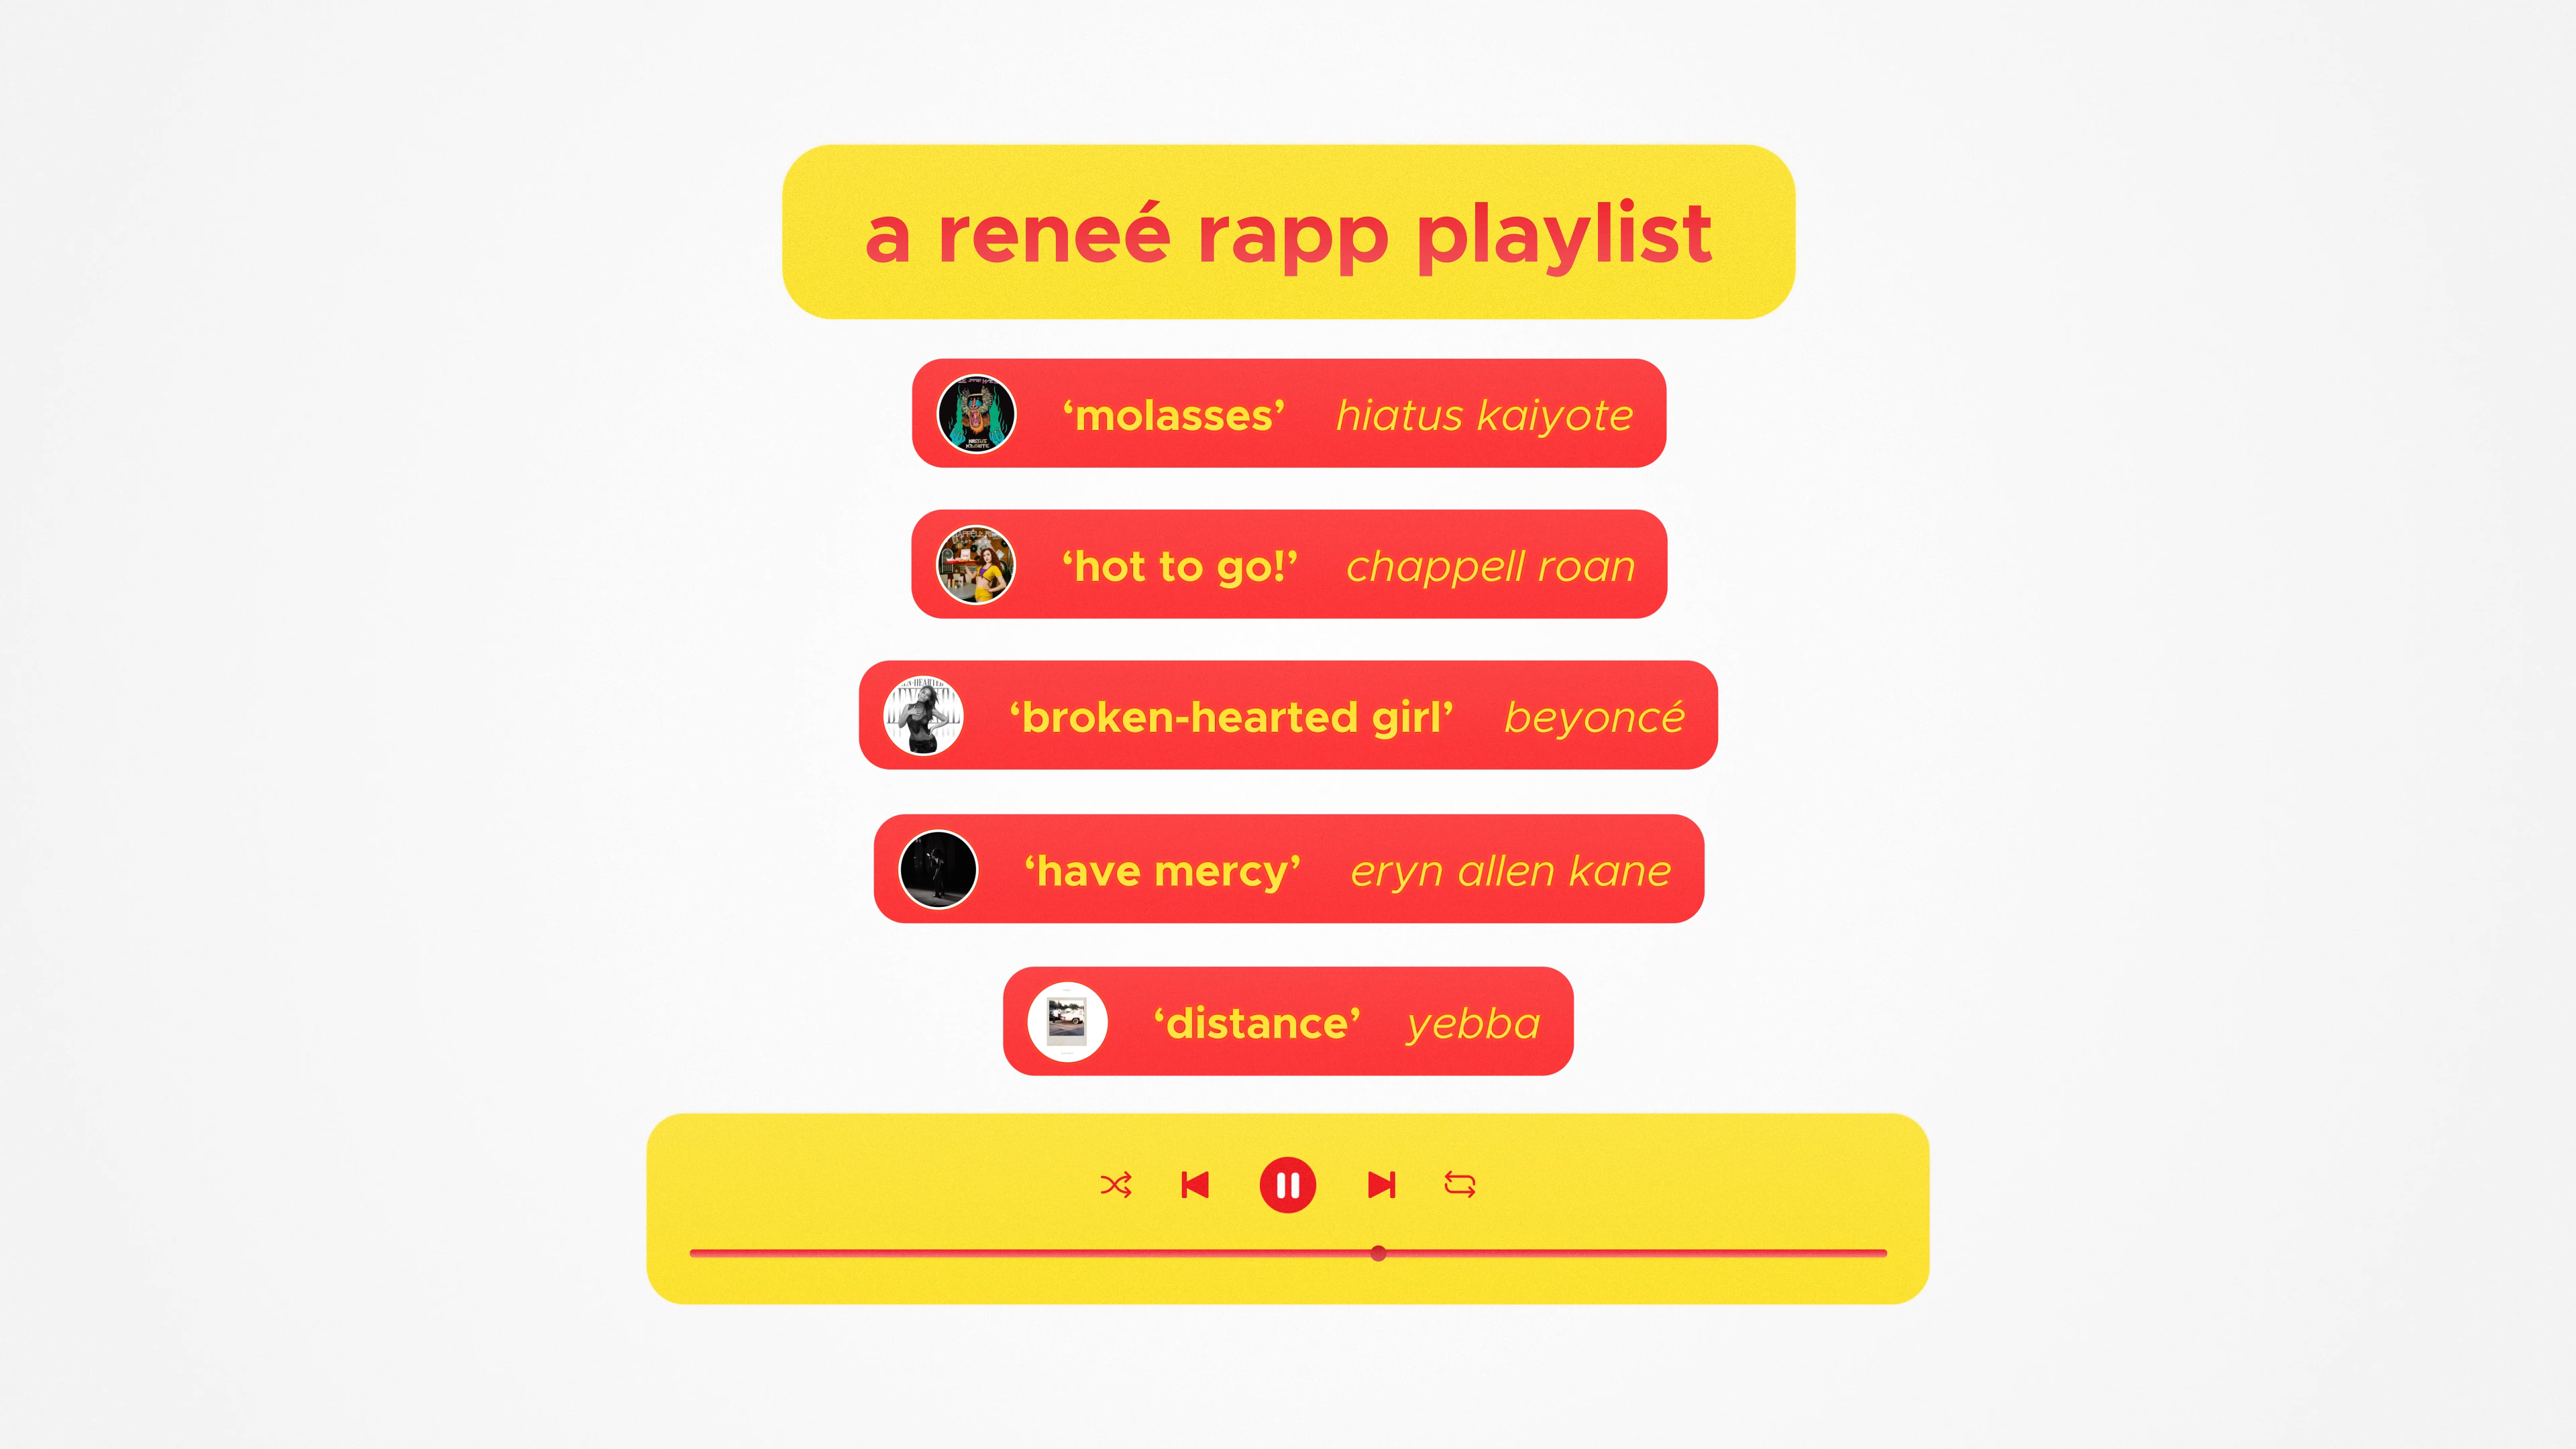 a reneé rapp playlist
‘molasses’ hiatus kaiyote
‘hot to go!’ chappell roan
‘broken-hearted girl’ beyoncé
‘have mercy’ eryn allen kane
‘distance’ yebba